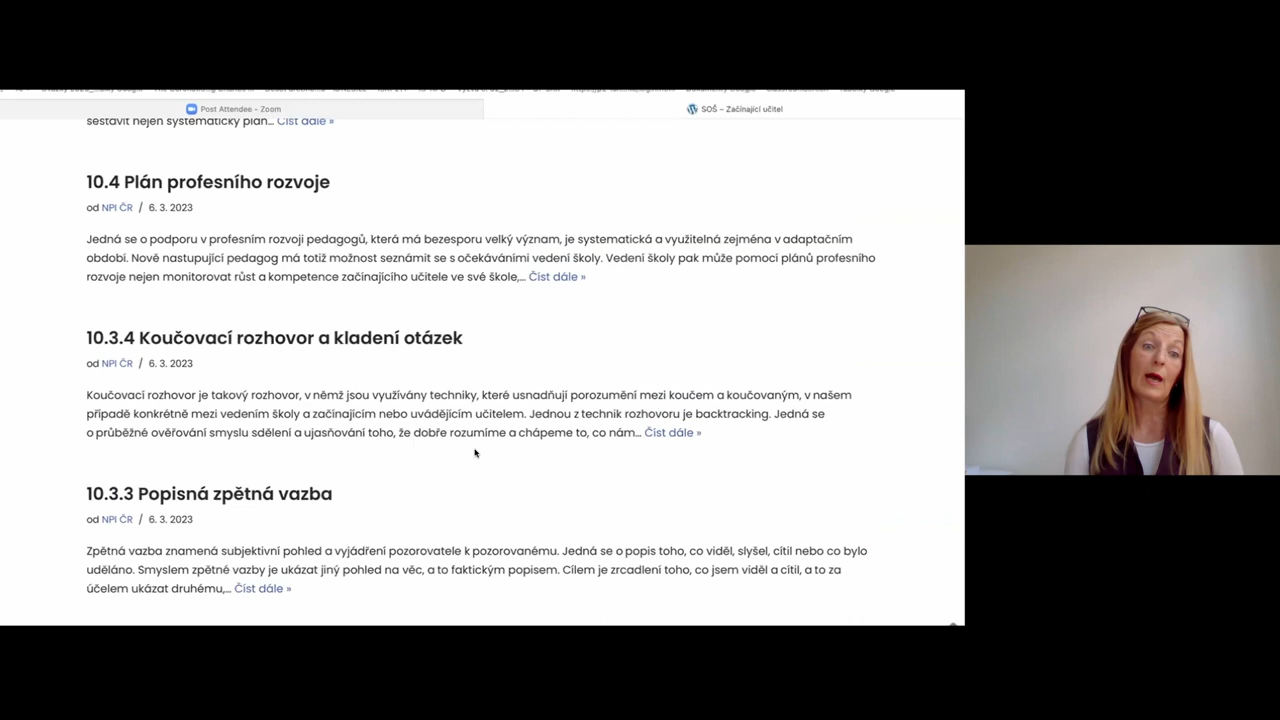 Post Attendee - Zoom
SOŠ – Začínající učitel
sestavit nejen systematický plán... Číst dále »
10.4 Plán profesního rozvoje
od NPI ČR / 6. 3. 2023
Jedná se o podporu v profesním rozvoji pedagogů, která má bezesporu velký význam, je systematická a využitelná zejména v adaptačním
období. Nově nastupující pedagog má totiž možnost seznámit se s očekáváními vedení školy. Vedení školy pak může pomocí plánů profesního
rozvoje nejen monitorovat růst a kompetence začínajícího učitele ve své škole,... Číst dále »
10.3.4 Koučovací rozhovor a kladení otázek
od NPI ČR / 6. 3. 2023
Koučovací rozhovor je takový rozhovor, v němž jsou využívány techniky, které usnadňují porozumění mezi koučem a koučovaným, v našem
případě konkrétně mezi vedením školy a začínajícím nebo uvádějícím učitelem. Jednou z technik rozhovoru je backtracking. Jedná se
o průběžné ověřování smyslu sdělení a ujasňování toho, že dobře rozumíme a chápeme to, co nám... Číst dále »
10.3.3 Popisná zpětná vazba
od NPI ČR / 6. 3. 2023
Zpětná vazba znamená subjektivní pohled a vyjádření pozorovatele k pozorovanému. Jedná se o popis toho, co viděl, slyšel, cítil nebo co bylo
uděláno. Smyslem zpětné vazby je ukázat jiný pohled na věc, a to faktickým popisem. Cílem je zrcadlení toho, co jsem viděl a cítil, a to za
účelem ukázat druhému,... Číst dále »